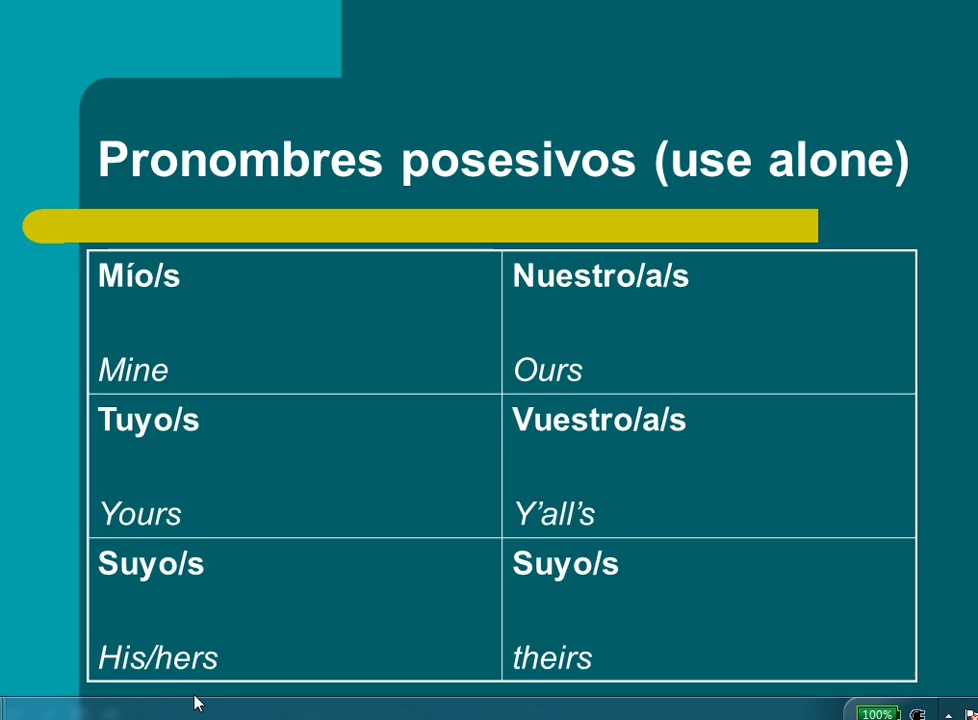 Pronombres posesivos (use alone)
Mío/s
Mine
Nuestro/a/s
Ours
Tuyo/s
Yours
Vuestro/a/s
Y’all’s
Suyo/s
His/hers
Suyo/s
theirs
100%